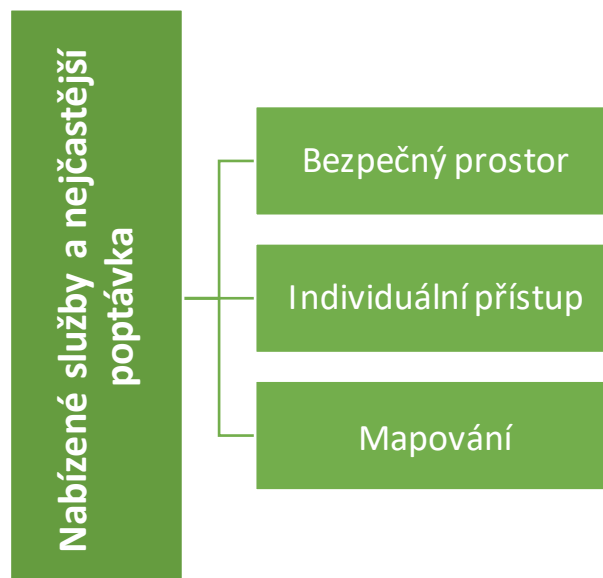 Nabízené služby a nejčastější
poptávka
Bezpečný prostor
Individuální přístup
Mapování